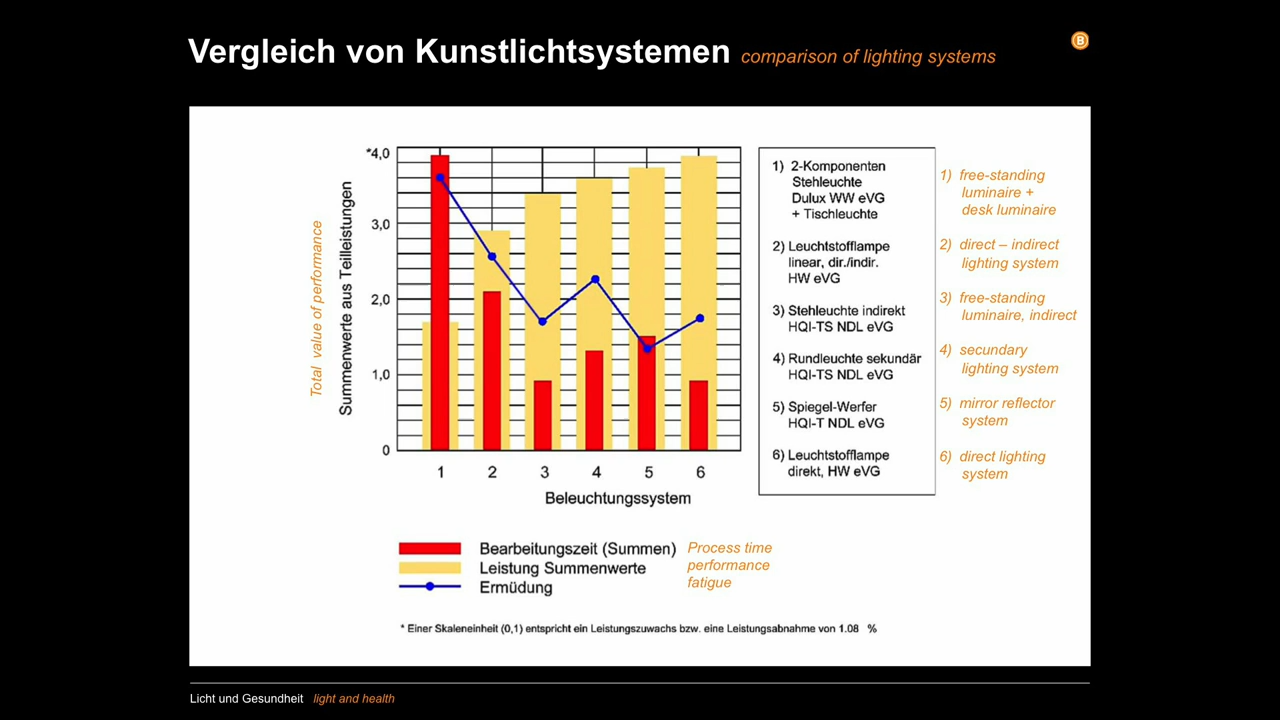 Vergleich von Kunstlichtsystemen comparison of lighting systems
B
Total value of performance
Summenwerte aus Teilleistungen
*4,0
3,0
2,0
1,0
0
1 2 3 4 5 6
Beleuchtungssystem
1) 2-Komponenten
Stehleuchte
Dulux WW eVG
+ Tischleuchte
2) Leuchtstofflampe
linear, dir./indir.
HW eVG
3) Stehleuchte indirekt
HQI-TS NDL eVG
4) Rundleuchte sekundär
HQI-TS NDL eVG
5) Spiegel-Werfer
HQI-T NDL eVG
6) Leuchtstofflampe
direkt, HW eVG
1) free-standing
luminaire +
desk luminaire
2) direct – indirect
lighting system
3) free-standing
luminaire, indirect
4) secundary
lighting system
5) mirror reflector
system
6) direct lighting
system
Bearbeitungszeit (Summen) Process time
Leistung Summenwerte performance
Ermüdung fatigue
* Einer Skaleneinheit (0,1) entspricht ein Leistungszuwachs bzw. eine Leistungsabnahme von 1.08 %
Licht und Gesundheit light and health